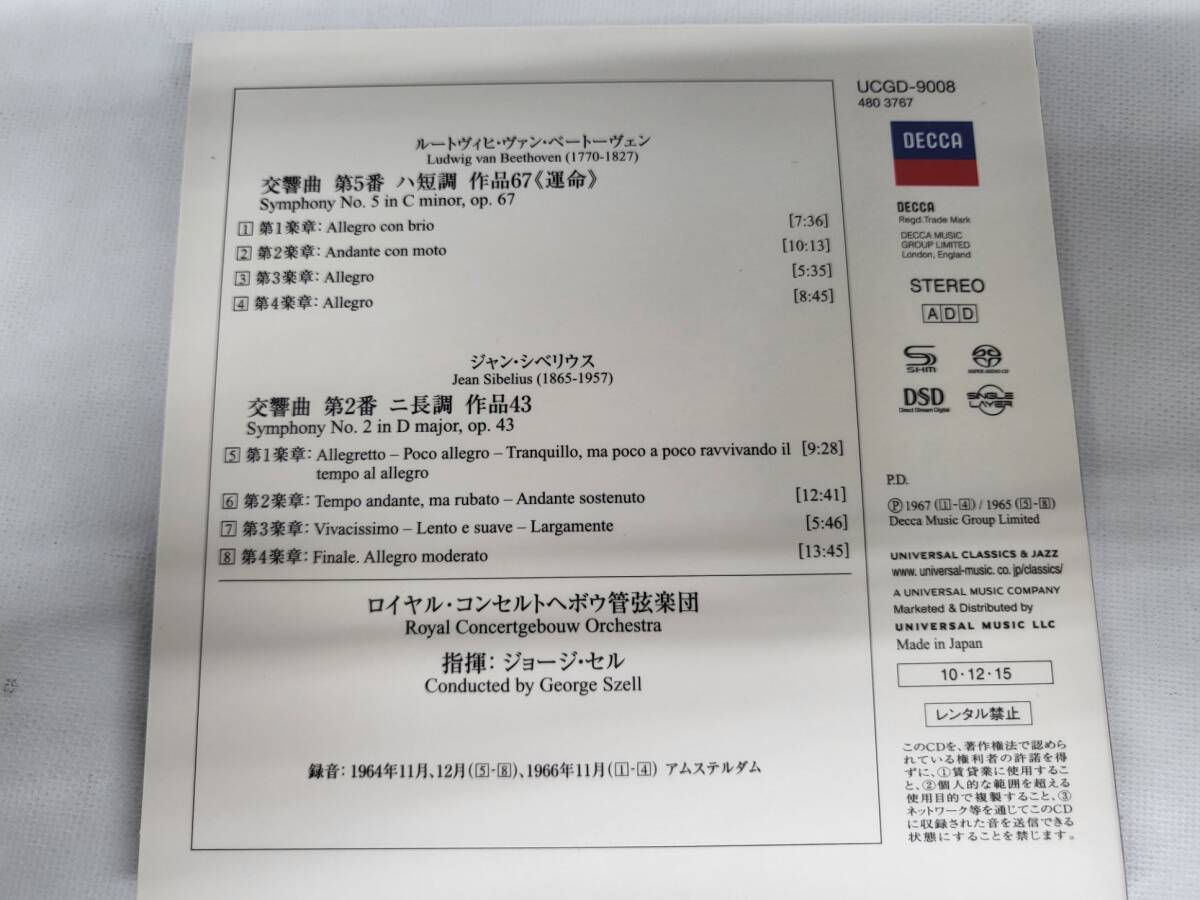 ルートヴィヒ・ヴァン・ベートーヴェン
Ludwig van Beethoven (1770-1827)
交響曲 第5番 ハ短調 作品67《運命》
Symphony No. 5 in C minor, op. 67
1 第1楽章: Allegro con brio [7:36]
2 第2楽章: Andante con moto [10:13]
3 第3楽章: Allegro [5:35]
4 第4楽章: Allegro [8:45]
ジャン・シベリウス
Jean Sibelius (1865-1957)
交響曲 第2番 ニ長調 作品43
Symphony No. 2 in D major, op. 43
5 第1楽章: Allegretto – Poco allegro – Tranquillo, ma poco a poco ravvivando il [9:28]
tempo al allegro
6 第2楽章: Tempo andante, ma rubato – Andante sostenuto [12:41]
7 第3楽章: Vivacissimo – Lento e suave – Largamente [5:46]
8 第4楽章: Finale. Allegro moderato [13:45]
ロイヤル・コンセルトヘボウ管弦楽団
Royal Concertgebouw Orchestra
指揮: ジョージ・セル
Conducted by George Szell
録音: 1964年11月、12月(5-8)、1966年11月(1-4) アムステルダム
UCGD-9008
480 3767
DECCA
DECCA
Regd. Trade Mark
DECCA MUSIC
GROUP LIMITED
London, England
STEREO
ADD
SHM
SUPER AUDIO CD
DSD
Direct Stream Digital
SINGLE LAYER
P.D.
Ⓟ 1967 (1-4) / 1965 (5-8)
Decca Music Group Limited
UNIVERSAL CLASSICS & JAZZ
www. universal-music. co. jp/classics/
A UNIVERSAL MUSIC COMPANY
Marketed & Distributed by
UNIVERSAL MUSIC LLC
Made in Japan
10・12・15
レンタル禁止
このCDを、著作権法で認めら
れている権利者の許諾を得
ずに、①賃貸業に使用するこ
と、②個人的な範囲を超える
使用目的で複製すること、③
ネットワーク等を通じてこのCD
に収録された音を送信できる
状態にすることを禁じます。